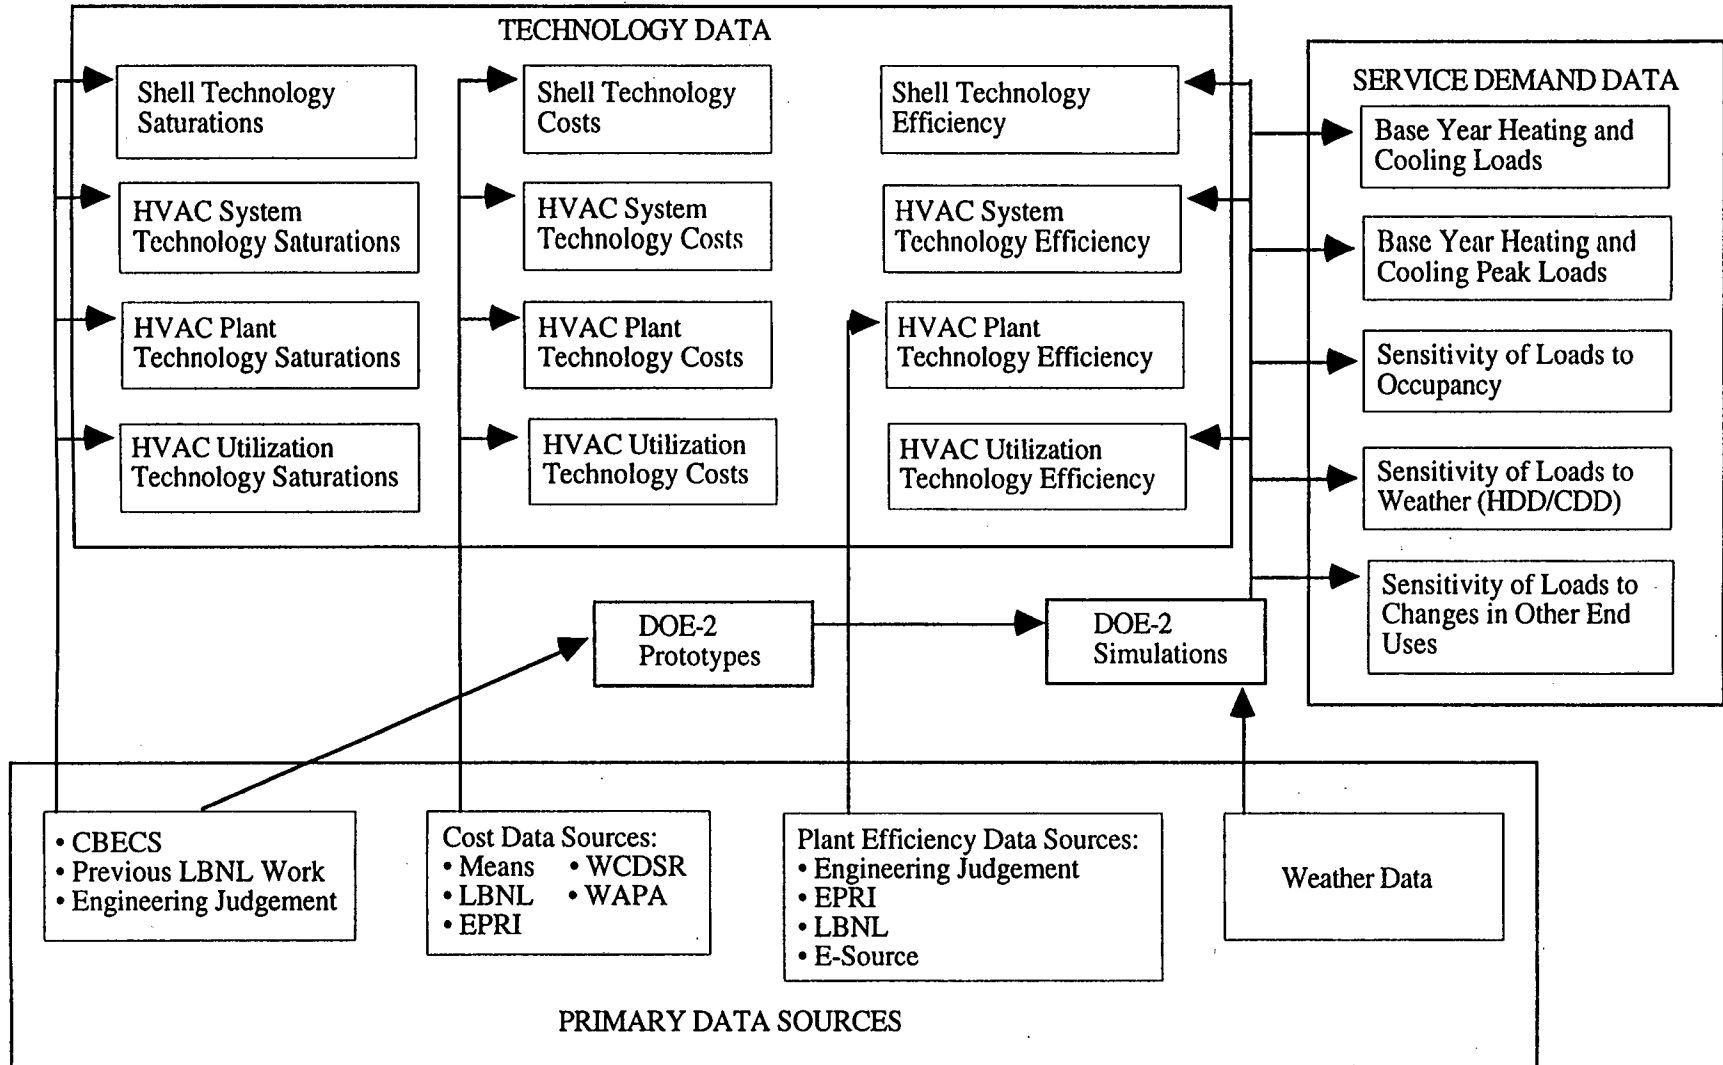 TECHNOLOGY DATA
Shell Technology
Saturations
HVAC System
Technology Saturations
HVAC Plant
Technology Saturations
HVAC Utilization
Technology Saturations
Shell Technology
Costs
HVAC System
Technology Costs
HVAC Plant
Technology Costs
HVAC Utilization
Technology Costs
Shell Technology
Efficiency
HVAC System
Technology Efficiency
HVAC Plant
Technology Efficiency
HVAC Utilization
Technology Efficiency
SERVICE DEMAND DATA
Base Year Heating and
Cooling Loads
Base Year Heating and
Cooling Peak Loads
Sensitivity of Loads to
Occupancy
Sensitivity of Loads to
Weather (HDD/CDD)
Sensitivity of Loads to
Changes in Other End
Uses
DOE-2
Prototypes
DOE-2
Simulations
• CBECS
• Previous LBNL Work
• Engineering Judgement
Cost Data Sources:
• Means • WCDSR
• LBNL • WAPA
• EPRI
Plant Efficiency Data Sources:
• Engineering Judgement
• EPRI
• LBNL
• E-Source
Weather Data
PRIMARY DATA SOURCES